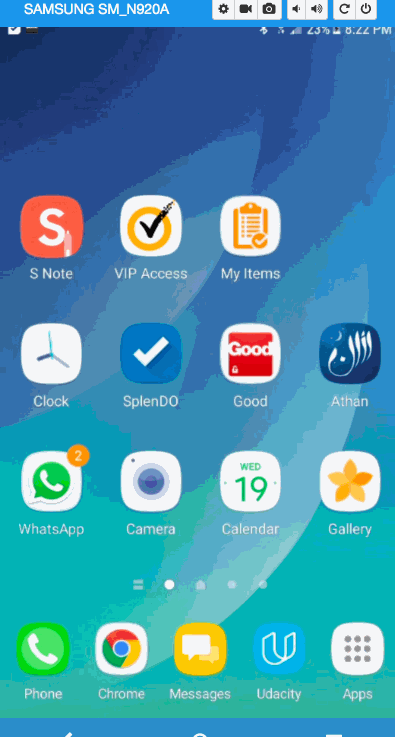 SAMSUNG SM_N920A
23% 8:22 PM
S
S Note
VIP Access
My Items
Good
Clock
SplenDO
Good
Athan
2
WED
19
WhatsApp
Camera
Calendar
Gallery
Phone
Chrome
Messages
Udacity
Apps